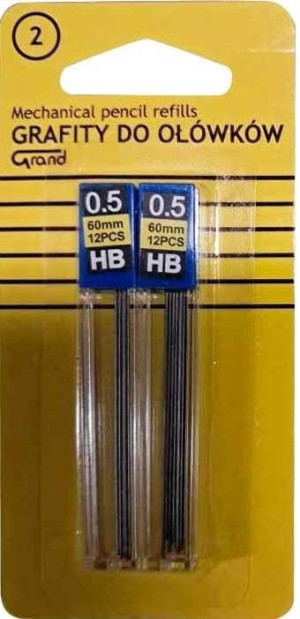 2
Mechanical pencil refills
GRAFITY DO OŁÓWKÓW
Grand
0.5
60mm
12PCS
HB
0.5
60mm
12PCS
HB